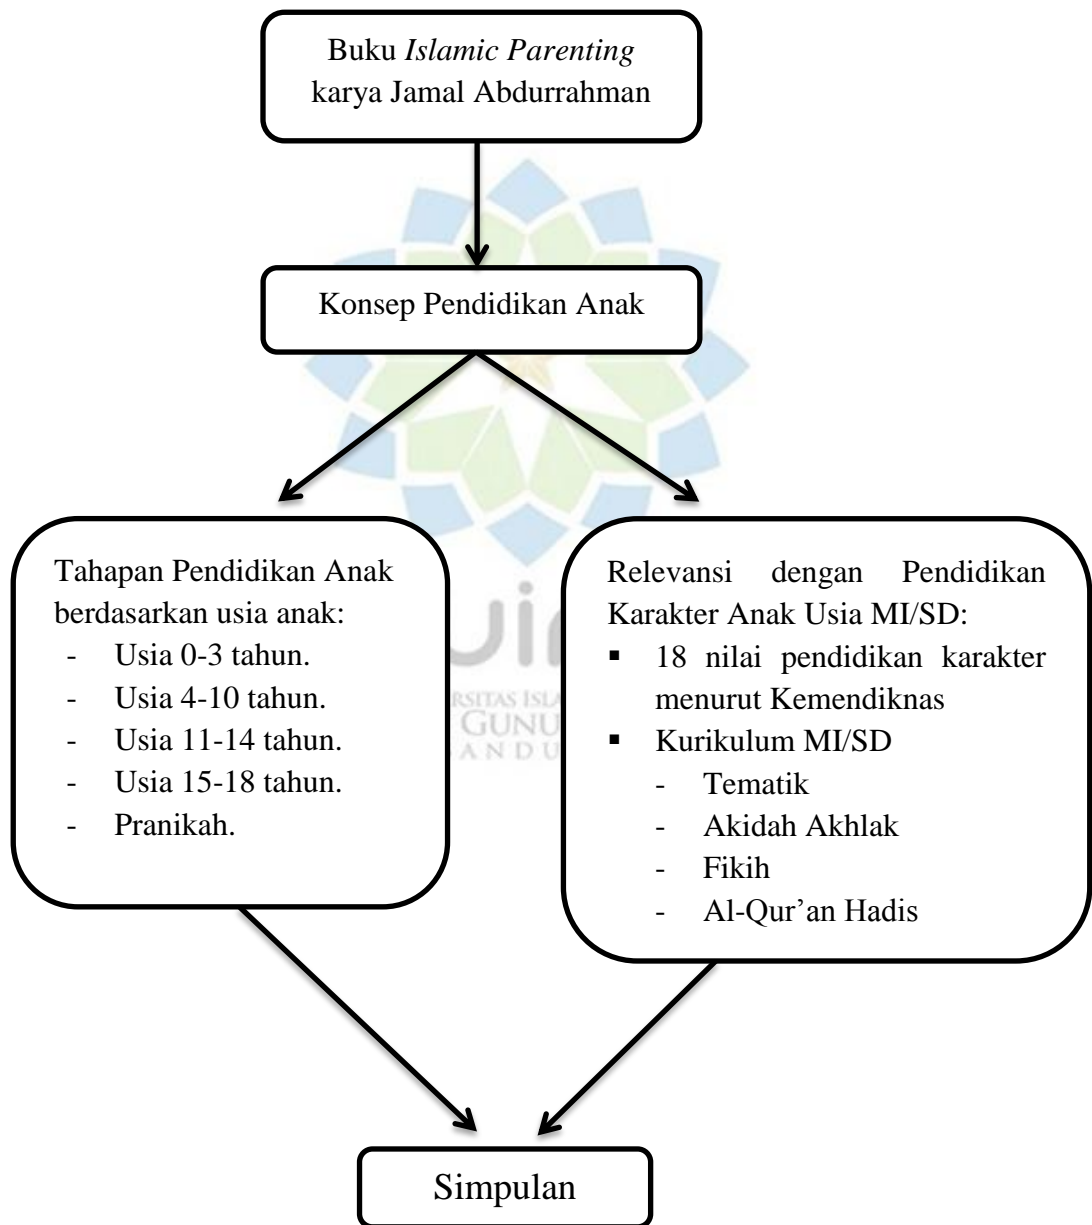 Buku Islamic Parenting
karya Jamal Abdurrahman
Konsep Pendidikan Anak
Tahapan Pendidikan Anak
berdasarkan usia anak:
- Usia 0-3 tahun.
- Usia 4-10 tahun.
- Usia 11-14 tahun.
- Usia 15-18 tahun.
- Pranikah.
Relevansi dengan Pendidikan
Karakter Anak Usia MI/SD:
▪ 18 nilai pendidikan karakter
menurut Kemendiknas
▪ Kurikulum MI/SD
- Tematik
- Akidah Akhlak
- Fikih
- Al-Qur’an Hadis
Simpulan